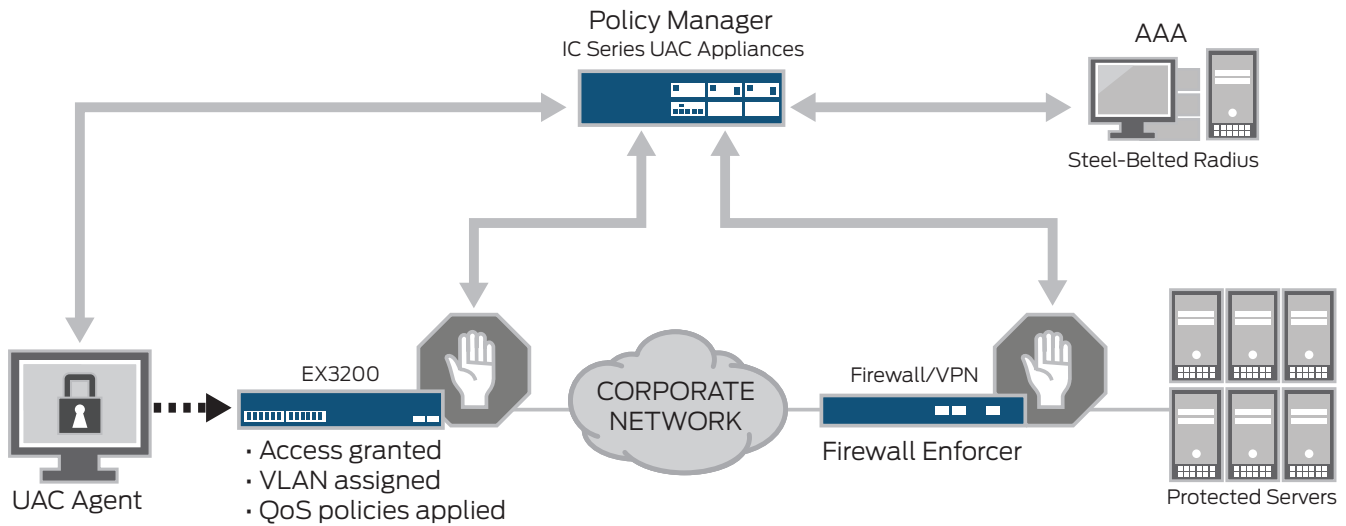 Policy Manager
IC Series UAC Appliances
AAA
Steel-Belted Radius
EX3200
CORPORATE
NETWORK
Firewall/VPN
Firewall Enforcer
UAC Agent
· Access granted
· VLAN assigned
· QoS policies applied
Protected Servers